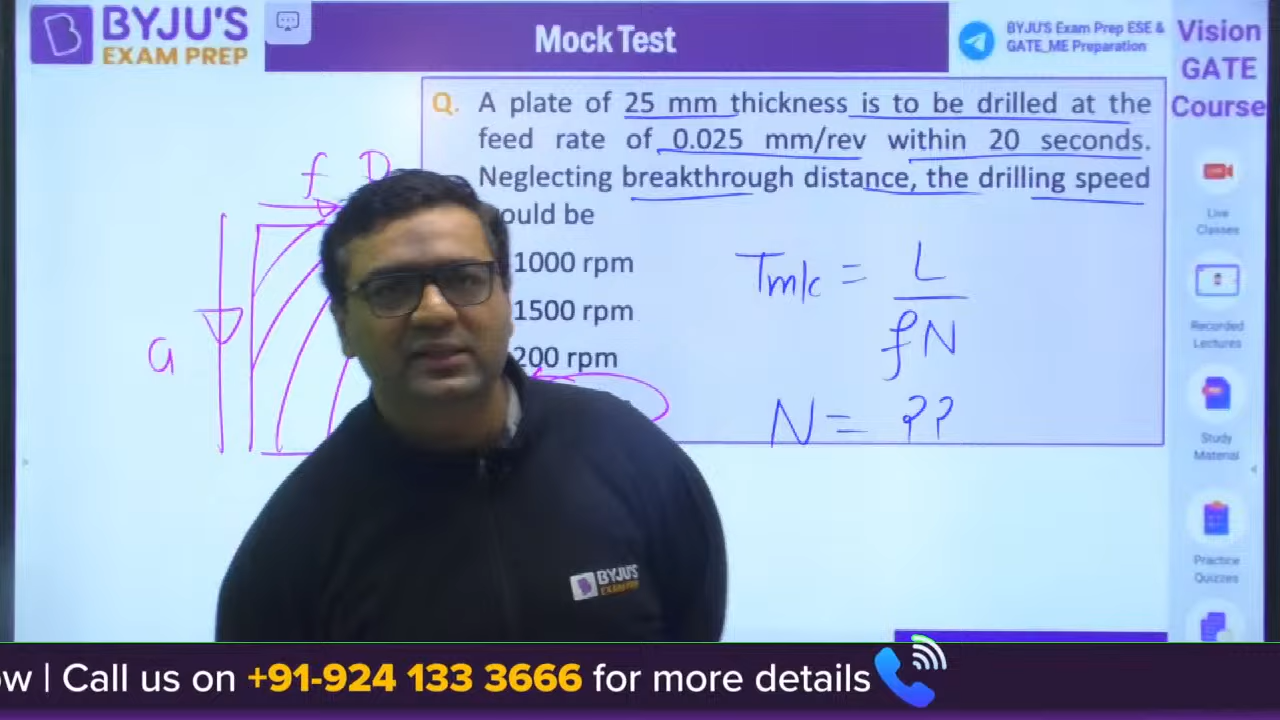 BYJU'S
EXAM PREP
Mock Test
BYJU'S Exam Prep ESE &
GATE_ME Preparation
Vision
GATE
Course
Q. A plate of 25 mm thickness is to be drilled at the
feed rate of 0.025 mm/rev within 20 seconds.
Neglecting breakthrough distance, the drilling speed
ould be
1000 rpm
1500 rpm
200 rpm
f
a
Tm/c = L
fN
N = ??
Live
Classes
Recorded
Lectures
Study
Material
Practice
Quizzes
BYJU'S
EXAM PREP
ow | Call us on +91-924 133 3666 for more details